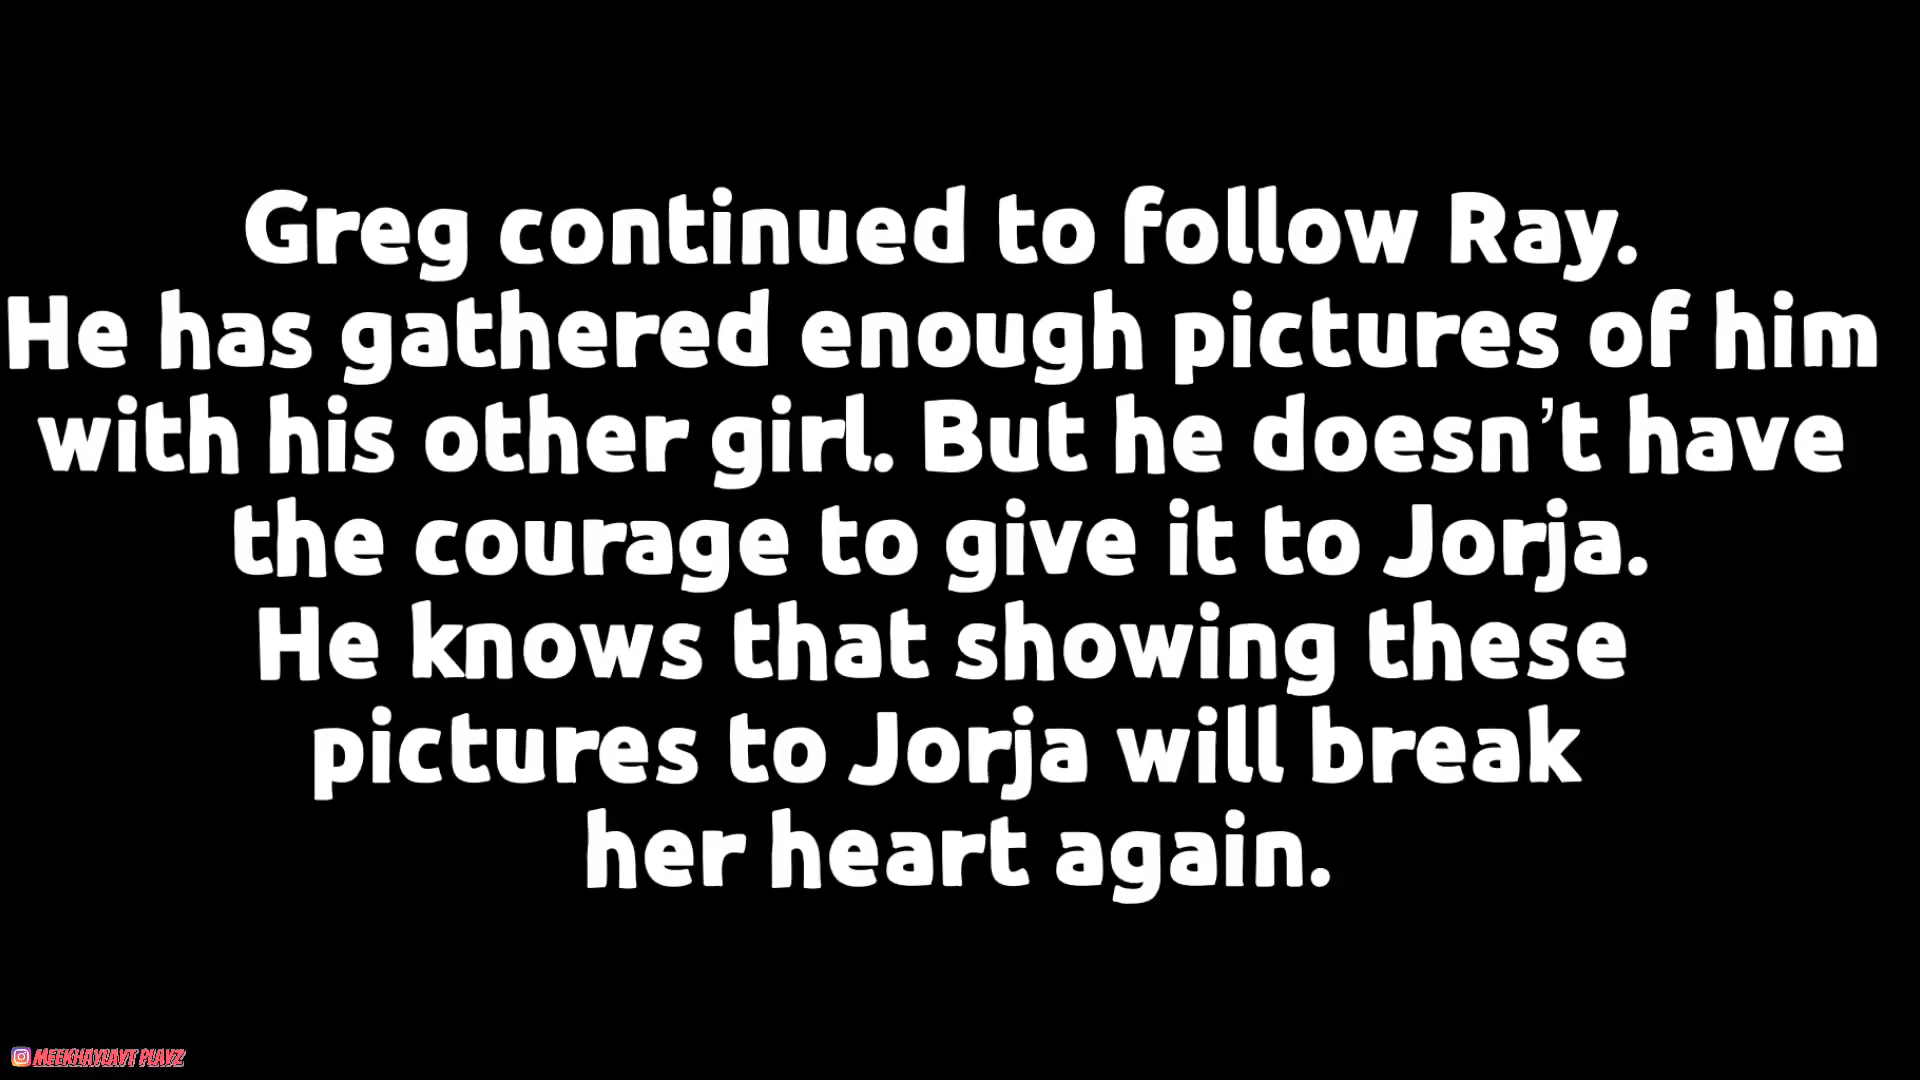 Greg continued to follow Ray.
He has gathered enough pictures of him
with his other girl. But he doesn't have
the courage to give it to Jorja.
He knows that showing these
pictures to Jorja will break
her heart again.
MEEKHAYLAYT PLAYZ